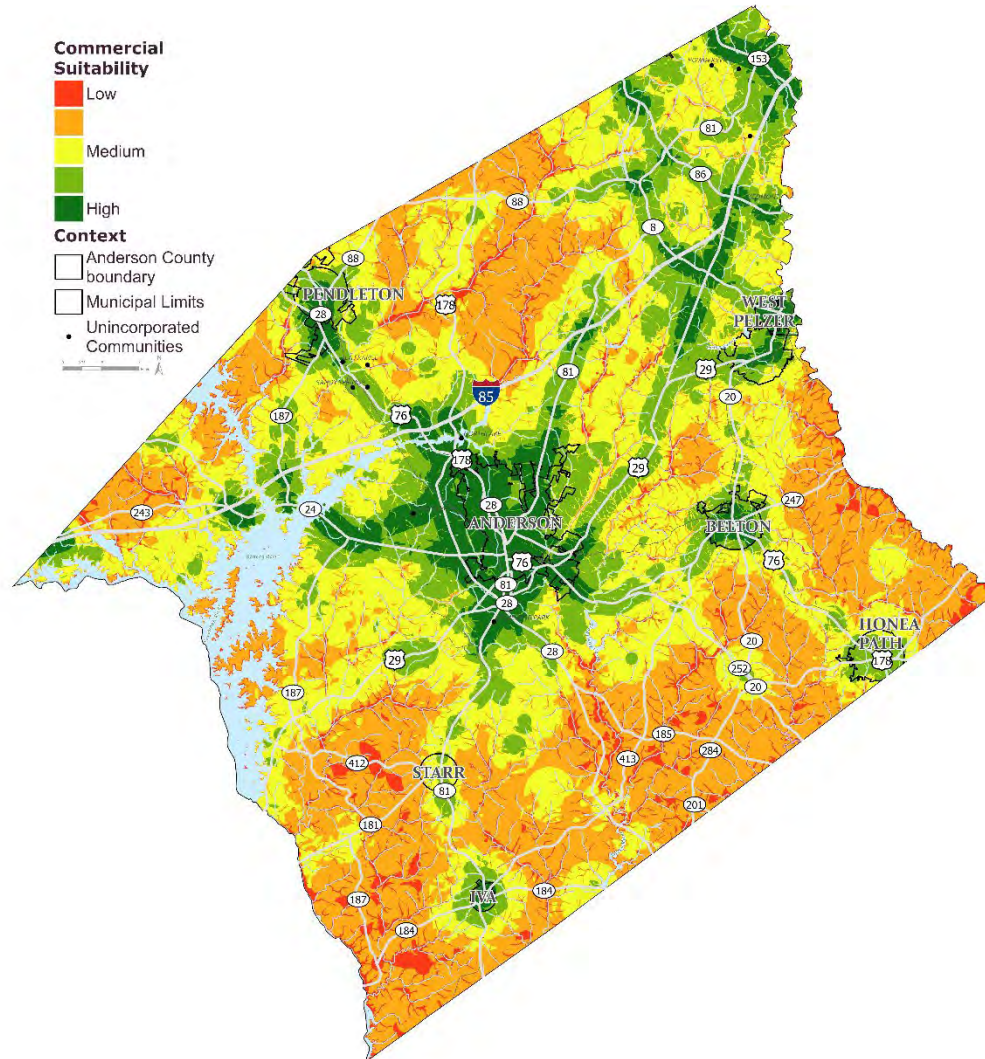 Commercial
Suitability
Low
Medium
High
Context
Anderson County
boundary
Municipal Limits
Unincorporated
Communities
N
153
81
86
88
8
88
PENDLETON
28
178
WEST
PELZER
29
20
85
81
187
76
178
29
28
ANDERSON
247
243
24
BELTON
76
76
81
28
HONEA
PATH
178
28
29
20
252
20
187
185
284
413
412
STARR
81
201
181
IVA
184
187
184